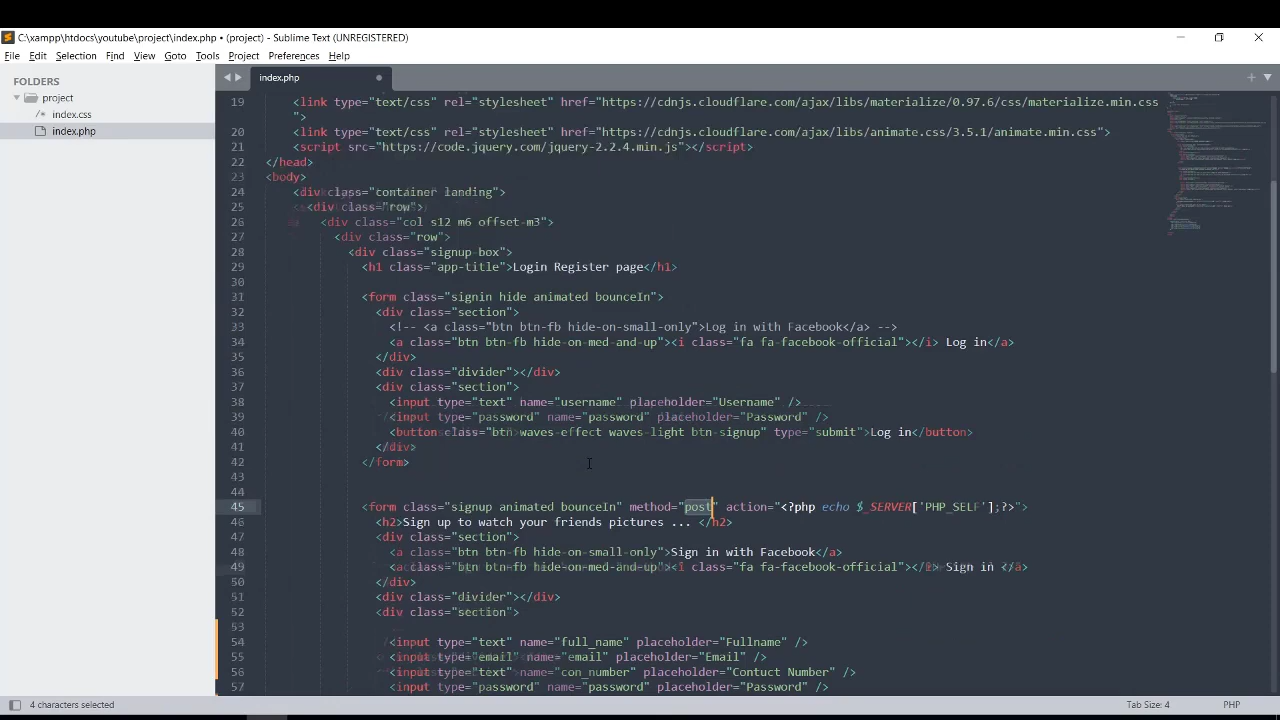 C:\xampp\htdocs\youtube\project\index.php • (project) - Sublime Text (UNREGISTERED)
File Edit Selection Find View Goto Tools Project Preferences Help
FOLDERS
project
/* index.css
index.php
index.php
19 <link type="text/css" rel="stylesheet" href="https://cdnjs.cloudflare.com/ajax/libs/materialize/0.97.6/css/materialize.min.css
">
20 <link type="text/css" rel="stylesheet" href="https://cdnjs.cloudflare.com/ajax/libs/animate.css/3.5.1/animate.min.css">
21 <script src="https://code.jquery.com/jquery-2.2.4.min.js"></script>
22 </head>
23 <body>
24 <div class="container landing">
25 <div class="row">
26 <div class="col s12 m6 offset-m3">
27 <div class="row">
28 <div class="signup-box">
29 <h1 class="app-title">Login Register page</h1>
30
31 <form class="signin hide animated bounceIn">
32 <div class="section">
33 <!-- <a class="btn btn-fb hide-on-small-only">Log in with Facebook</a> -->
34 <a class="btn btn-fb hide-on-med-and-up"><i class="fa fa-facebook-official"></i> Log in</a>
35 </div>
36 <div class="divider"></div>
37 <div class="section">
38 <input type="text" name="username" placeholder="Username" />
39 <input type="password" name="password" placeholder="Password" />
40 <button class="btn waves-effect waves-light btn-signup" type="submit">Log in</button>
41 </div>
42 </form>
43
44
45 <form class="signup animated bounceIn" method="post" action="<?php echo $_SERVER['PHP_SELF'];?>">
46 <h2>Sign up to watch your friends pictures ... </h2>
47 <div class="section">
48 <a class="btn btn-fb hide-on-small-only">Sign in with Facebook</a>
49 <a class="btn btn-fb hide-on-med-and-up"><i class="fa fa-facebook-official"></i> Sign in </a>
50 </div>
51 <div class="divider"></div>
52 <div class="section">
53
54 <input type="text" name="full_name" placeholder="Fullname" />
55 <input type="email" name="email" placeholder="Email" />
56 <input type="text" name="con_number" placeholder="Contuct Number" />
57 <input type="password" name="password" placeholder="Password" />
4 characters selected
Tab Size: 4
PHP